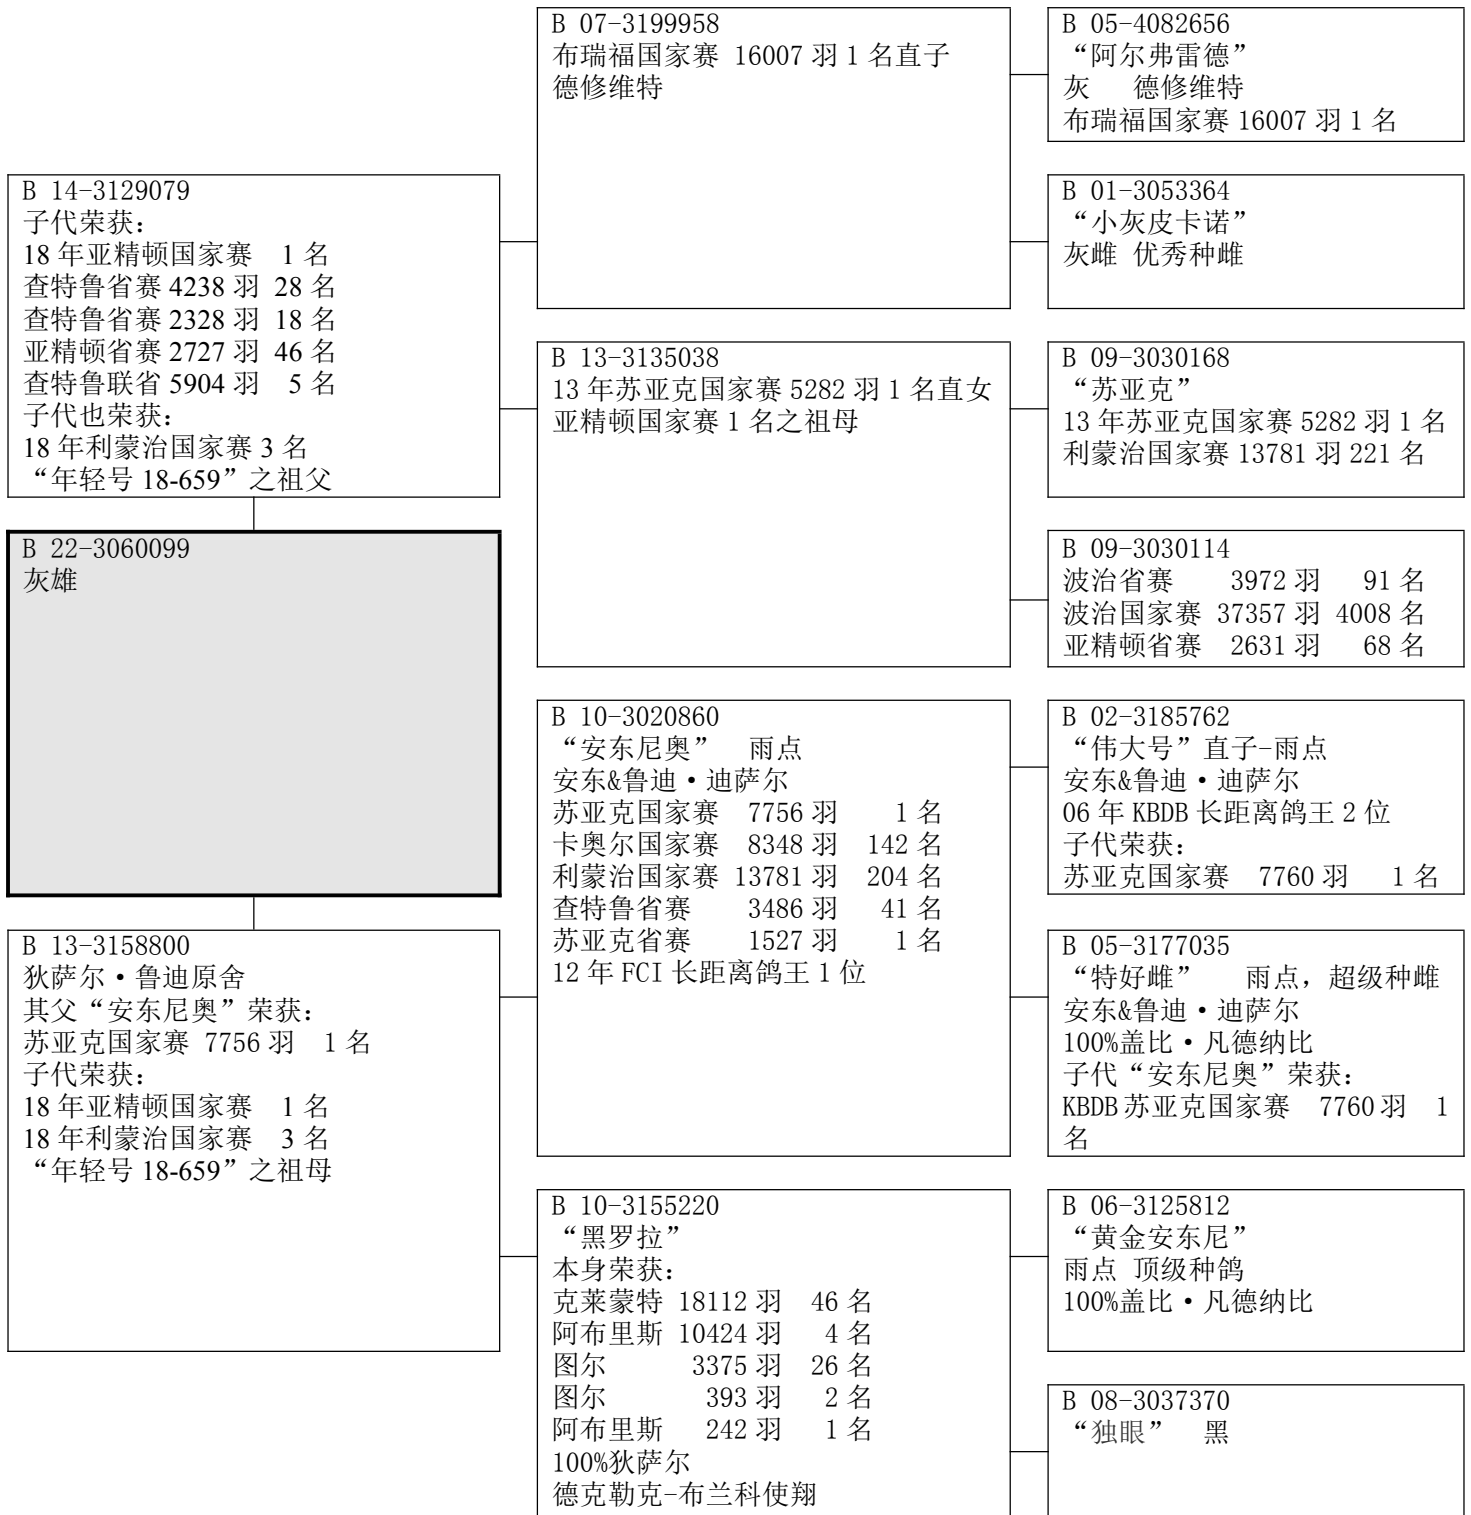 B 14-3129079
子代荣获：
18 年亚精顿国家赛 1 名
查特鲁省赛 4238 羽 28 名
查特鲁省赛 2328 羽 18 名
亚精顿省赛 2727 羽 46 名
查特鲁联省 5904 羽 5 名
子代也荣获：
18 年利蒙治国家赛 3 名
“年轻号 18-659”之祖父
B 22-3060099
灰雄
B 13-3158800
狄萨尔•鲁迪原舍
其父“安东尼奥”荣获：
苏亚克国家赛 7756 羽 1 名
子代荣获：
18 年亚精顿国家赛 1 名
18 年利蒙治国家赛 3 名
“年轻号 18-659”之祖母
B 07-3199958
布瑞福国家赛 16007 羽 1 名直子
德修维特
B 13-3135038
13 年苏亚克国家赛 5282 羽 1 名直女
亚精顿国家赛 1 名之祖母
B 10-3020860
“安东尼奥” 雨点
安东&鲁迪•迪萨尔
苏亚克国家赛 7756 羽 1 名
卡奥尔国家赛 8348 羽 142 名
利蒙治国家赛 13781 羽 204 名
查特鲁省赛 3486 羽 41 名
苏亚克省赛 1527 羽 1 名
12 年 FCI 长距离鸽王 1 位
B 10-3155220
“黑罗拉”
本身荣获：
克莱蒙特 18112 羽 46 名
阿布里斯 10424 羽 4 名
图尔 3375 羽 26 名
图尔 393 羽 2 名
阿布里斯 242 羽 1 名
100%狄萨尔
德克勒克-布兰科使翔
B 05-4082656
“阿尔弗雷德”
灰 德修维特
布瑞福国家赛 16007 羽 1 名
B 01-3053364
“小灰皮卡诺”
灰雌 优秀种雌
B 09-3030168
“苏亚克”
13 年苏亚克国家赛 5282 羽 1 名
利蒙治国家赛 13781 羽 221 名
B 09-3030114
波治省赛 3972 羽 91 名
波治国家赛 37357 羽 4008 名
亚精顿省赛 2631 羽 68 名
B 02-3185762
“伟大号”直子-雨点
安东&鲁迪•迪萨尔
06 年 KBDB 长距离鸽王 2 位
子代荣获：
苏亚克国家赛 7760 羽 1 名
B 05-3177035
“特好雌” 雨点，超级种雌
安东&鲁迪•迪萨尔
100%盖比•凡德纳比
子代“安东尼奥”荣获：
KBDB 苏亚克国家赛 7760 羽 1
名
B 06-3125812
“黄金安东尼”
雨点 顶级种鸽
100%盖比•凡德纳比
B 08-3037370
“独眼” 黑